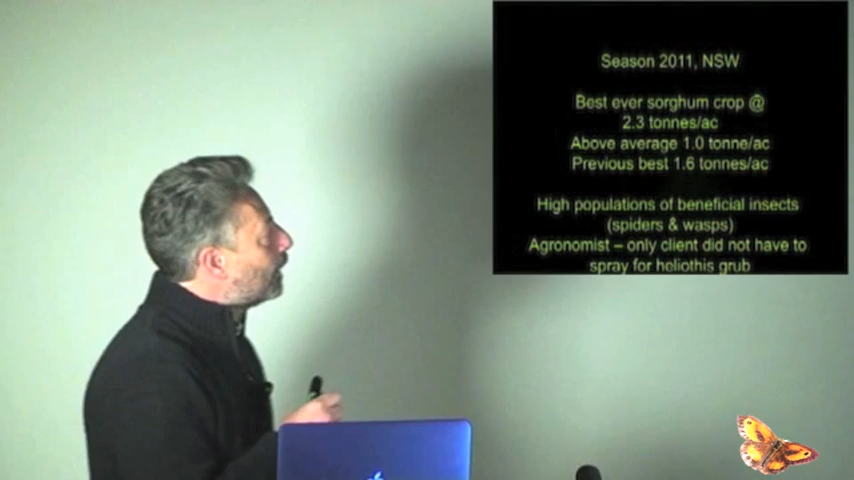 Season 2011, NSW
Best ever sorghum crop @
2.3 tonnes/ac
Above average 1.0 tonne/ac
Previous best 1.6 tonnes/ac
High populations of beneficial insects
(spiders & wasps)
Agronomist – only client did not have to
spray for heliothis grub